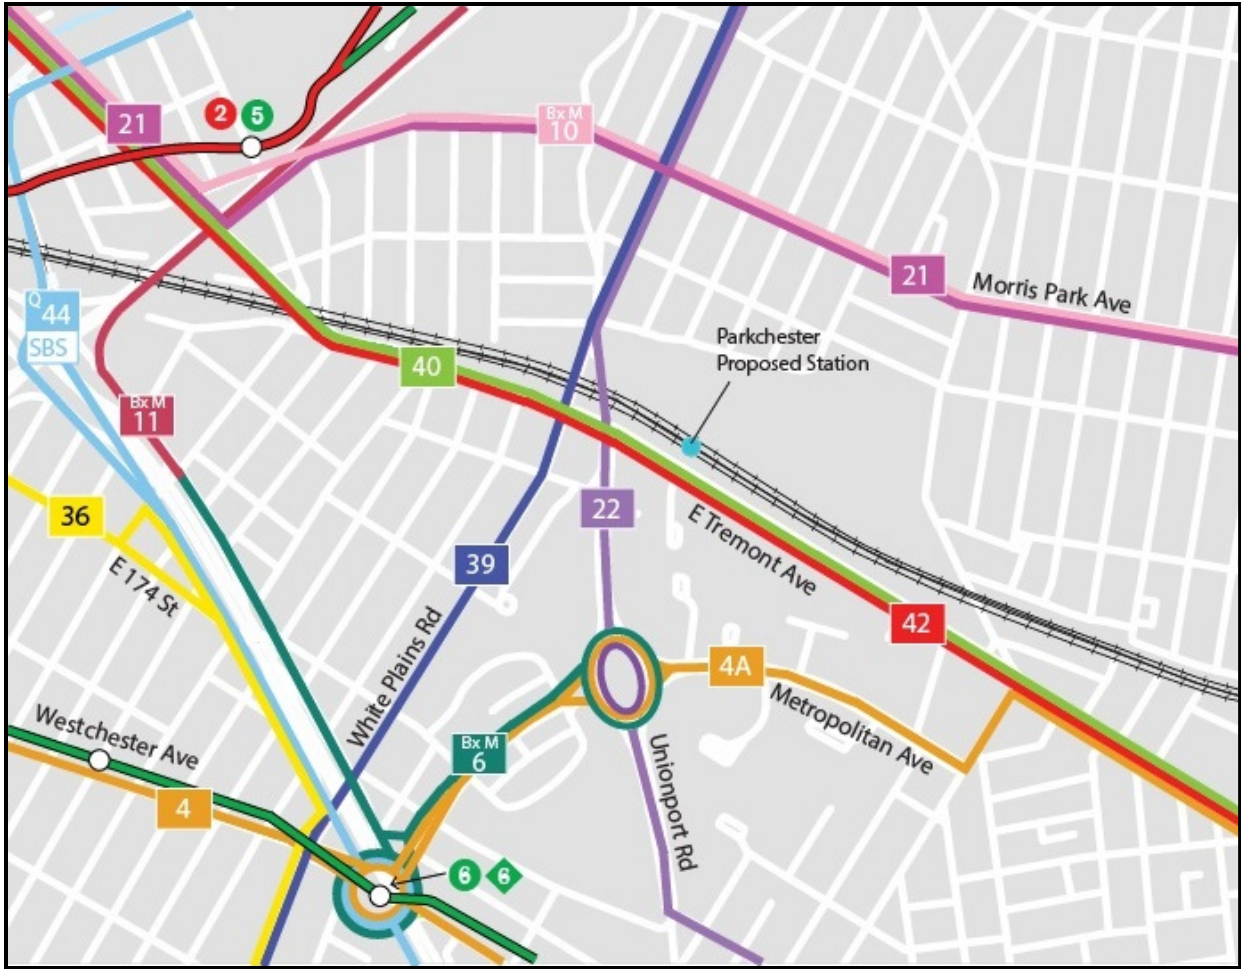 2 5
21
Bx M
10
21
Morris Park Ave
Q
44
SBS
Parkchester
Proposed Station
40
Bx M
11
36
22
E Tremont Ave
39
E 174 St
42
4A
White Plains Rd
Metropolitan Ave
Westchester Ave
Bx M
6
Unionport Rd
4
6 6